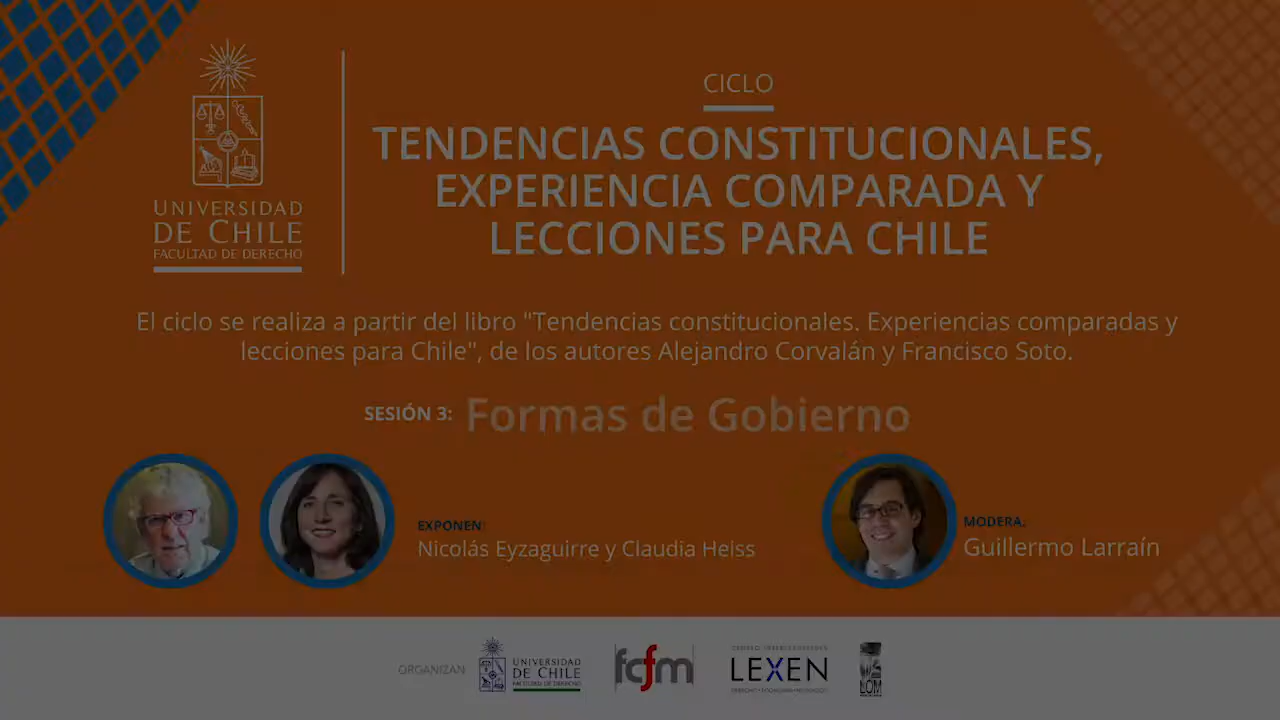 CICLO
TENDENCIAS CONSTITUCIONALES,
EXPERIENCIA COMPARADA Y
LECCIONES PARA CHILE
UNIVERSIDAD
DE CHILE
FACULTAD DE DERECHO
El ciclo se realiza a partir del libro "Tendencias constitucionales. Experiencias comparadas y
lecciones para Chile", de los autores Alejandro Corvalán y Francisco Soto.
SESIÓN 3: Formas de Gobierno
EXPONEN:
Nicolás Eyzaguirre y Claudia Heiss
MODERA:
Guillermo Larraín
ORGANIZAN
UNIVERSIDAD
DE CHILE
FACULTAD DE DERECHO
fcfm
LEXEN
LOM